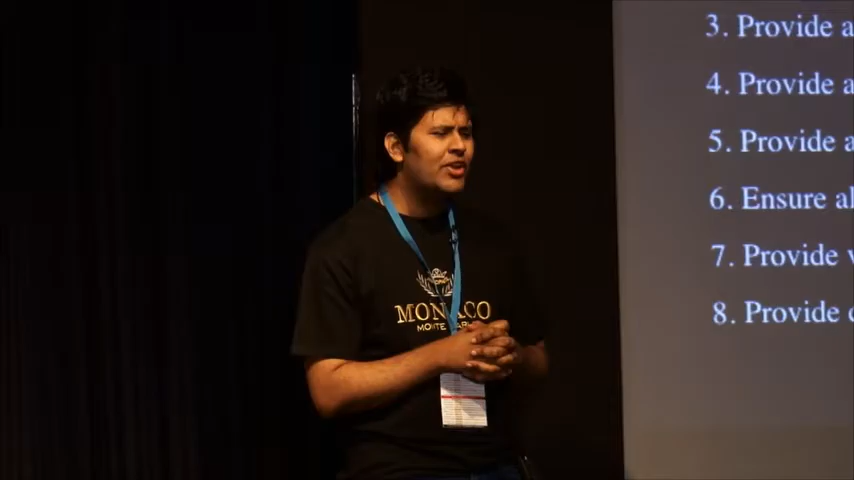 MONACO
MONTE
3. Provide a
4. Provide a
5. Provide a
6. Ensure al
7. Provide
8. Provide